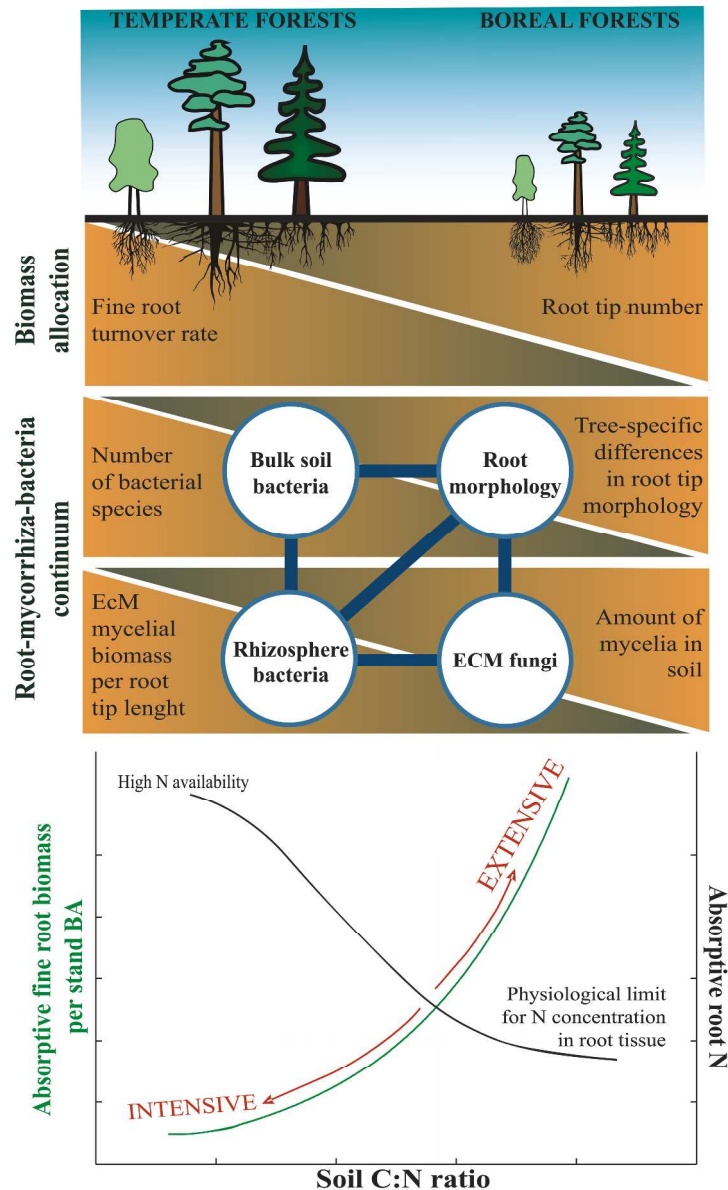 TEMPERATE FORESTS
BOREAL FORESTS
Biomass
allocation
Fine root
turnover rate
Root tip number
Root-mycorrhiza-bacteria
continuum
Number
of bacterial
species
Bulk soil
bacteria
Root
morphology
Tree-specific
differences
in root tip
morphology
EcM
mycelial
biomass
per root
tip lenght
Rhizosphere
bacteria
ECM fungi
Amount of
mycelia in
soil
Absorptive fine root biomass
per stand BA
High N availability
EXTENSIVE
INTENSIVE
Physiological limit
for N concentration
in root tissue
Absorptive root N
Soil C:N ratio